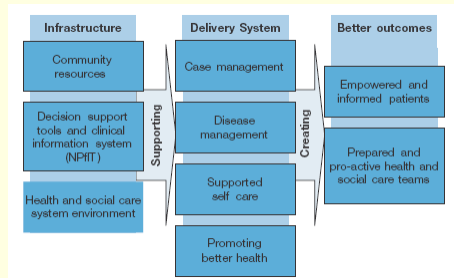 Infrastructure
Community
resources
Decision support
tools and clinical
information system
(NPfIT)
Health and social care
system environment
Supporting
Delivery System
Case management
Disease
management
Supported
self care
Promoting
better health
Creating
Better outcomes
Empowered and
informed patients
Prepared and
pro-active health and
social care teams